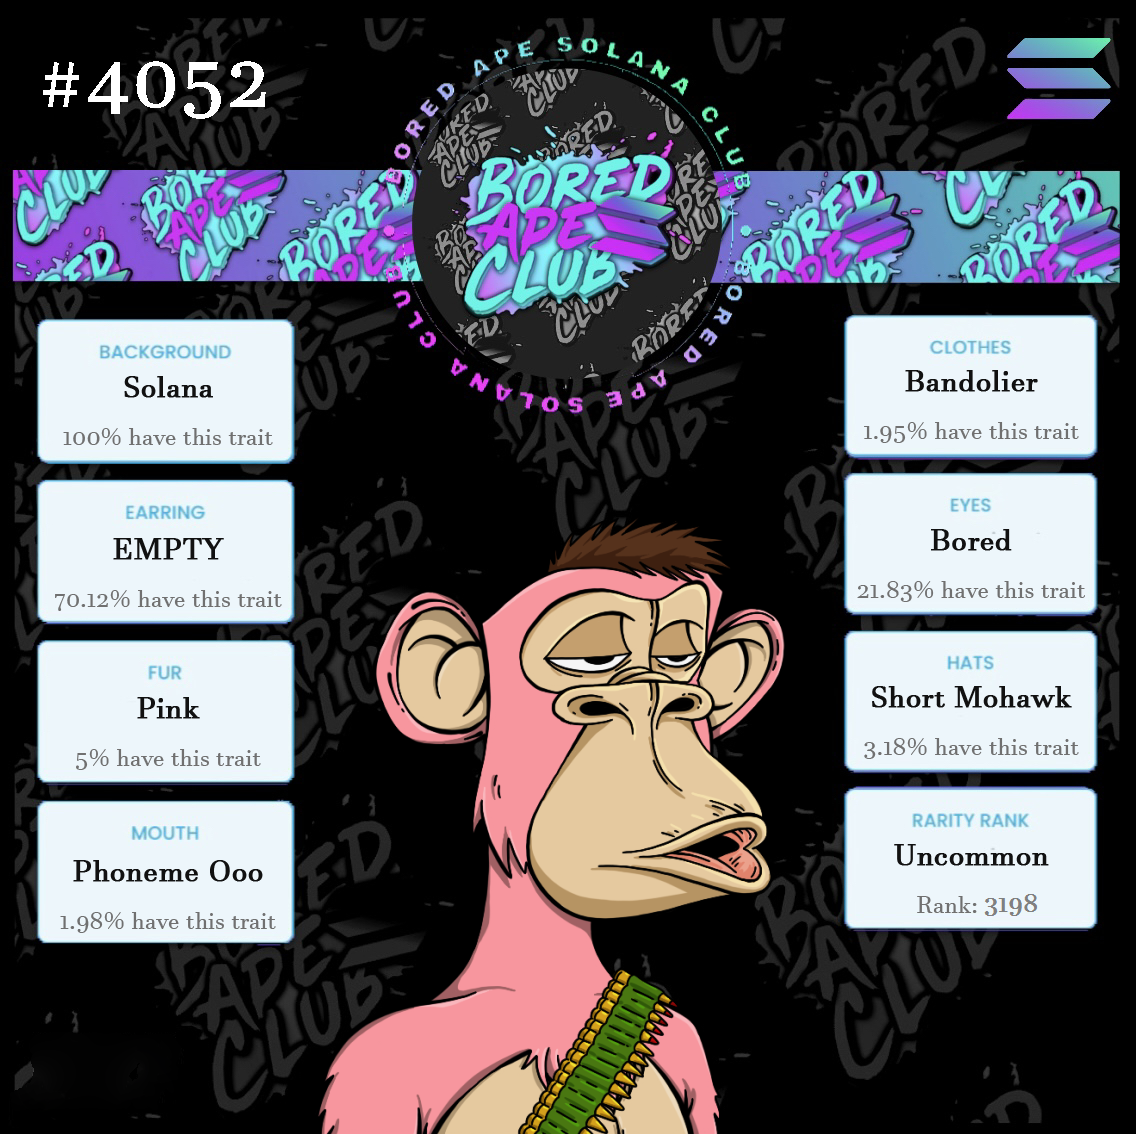 #4052
BORED APE SOLANA CLUB
BORED
APE
CLUB
BORED APE SOLANA CLUB
BACKGROUND
Solana
100% have this trait
EARRING
EMPTY
70.12% have this trait
FUR
Pink
5% have this trait
MOUTH
Phoneme Ooo
1.98% have this trait
CLOTHES
Bandolier
1.95% have this trait
EYES
Bored
21.83% have this trait
HATS
Short Mohawk
3.18% have this trait
RARITY RANK
Uncommon
Rank: 3198